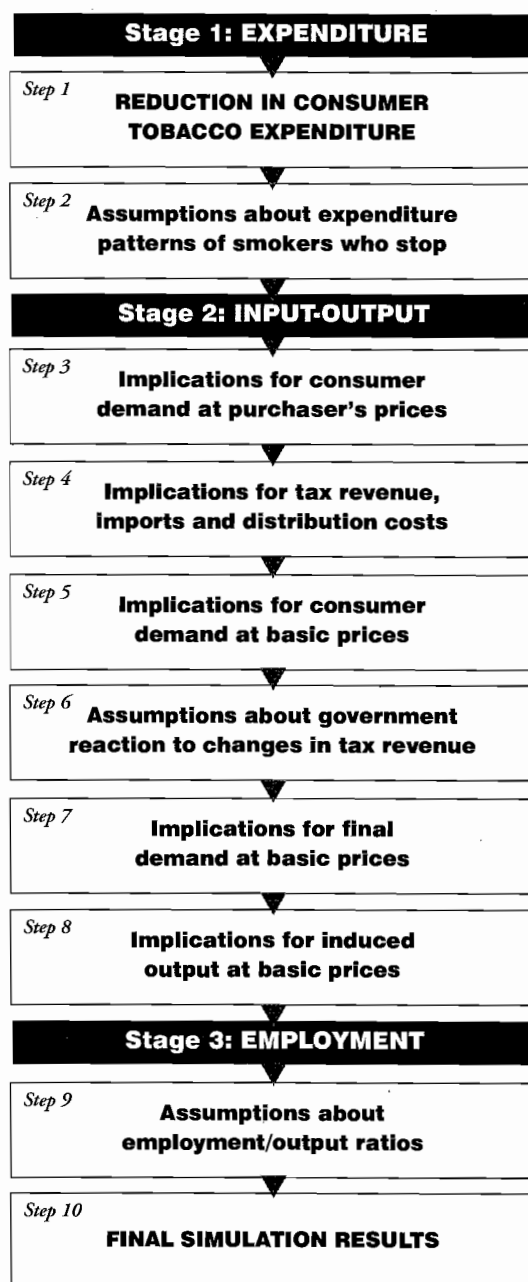 Stage 1: EXPENDITURE
Step 1
REDUCTION IN CONSUMER
TOBACCO EXPENDITURE
Step 2
Assumptions about expenditure
patterns of smokers who stop
Stage 2: INPUT-OUTPUT
Step 3
Implications for consumer
demand at purchaser's prices
Step 4
Implications for tax revenue,
imports and distribution costs
Step 5
Implications for consumer
demand at basic prices
Step 6
Assumptions about government
reaction to changes in tax revenue
Step 7
Implications for final
demand at basic prices
Step 8
Implications for induced
output at basic prices
Stage 3: EMPLOYMENT
Step 9
Assumptions about
employment/output ratios
Step 10
FINAL SIMULATION RESULTS